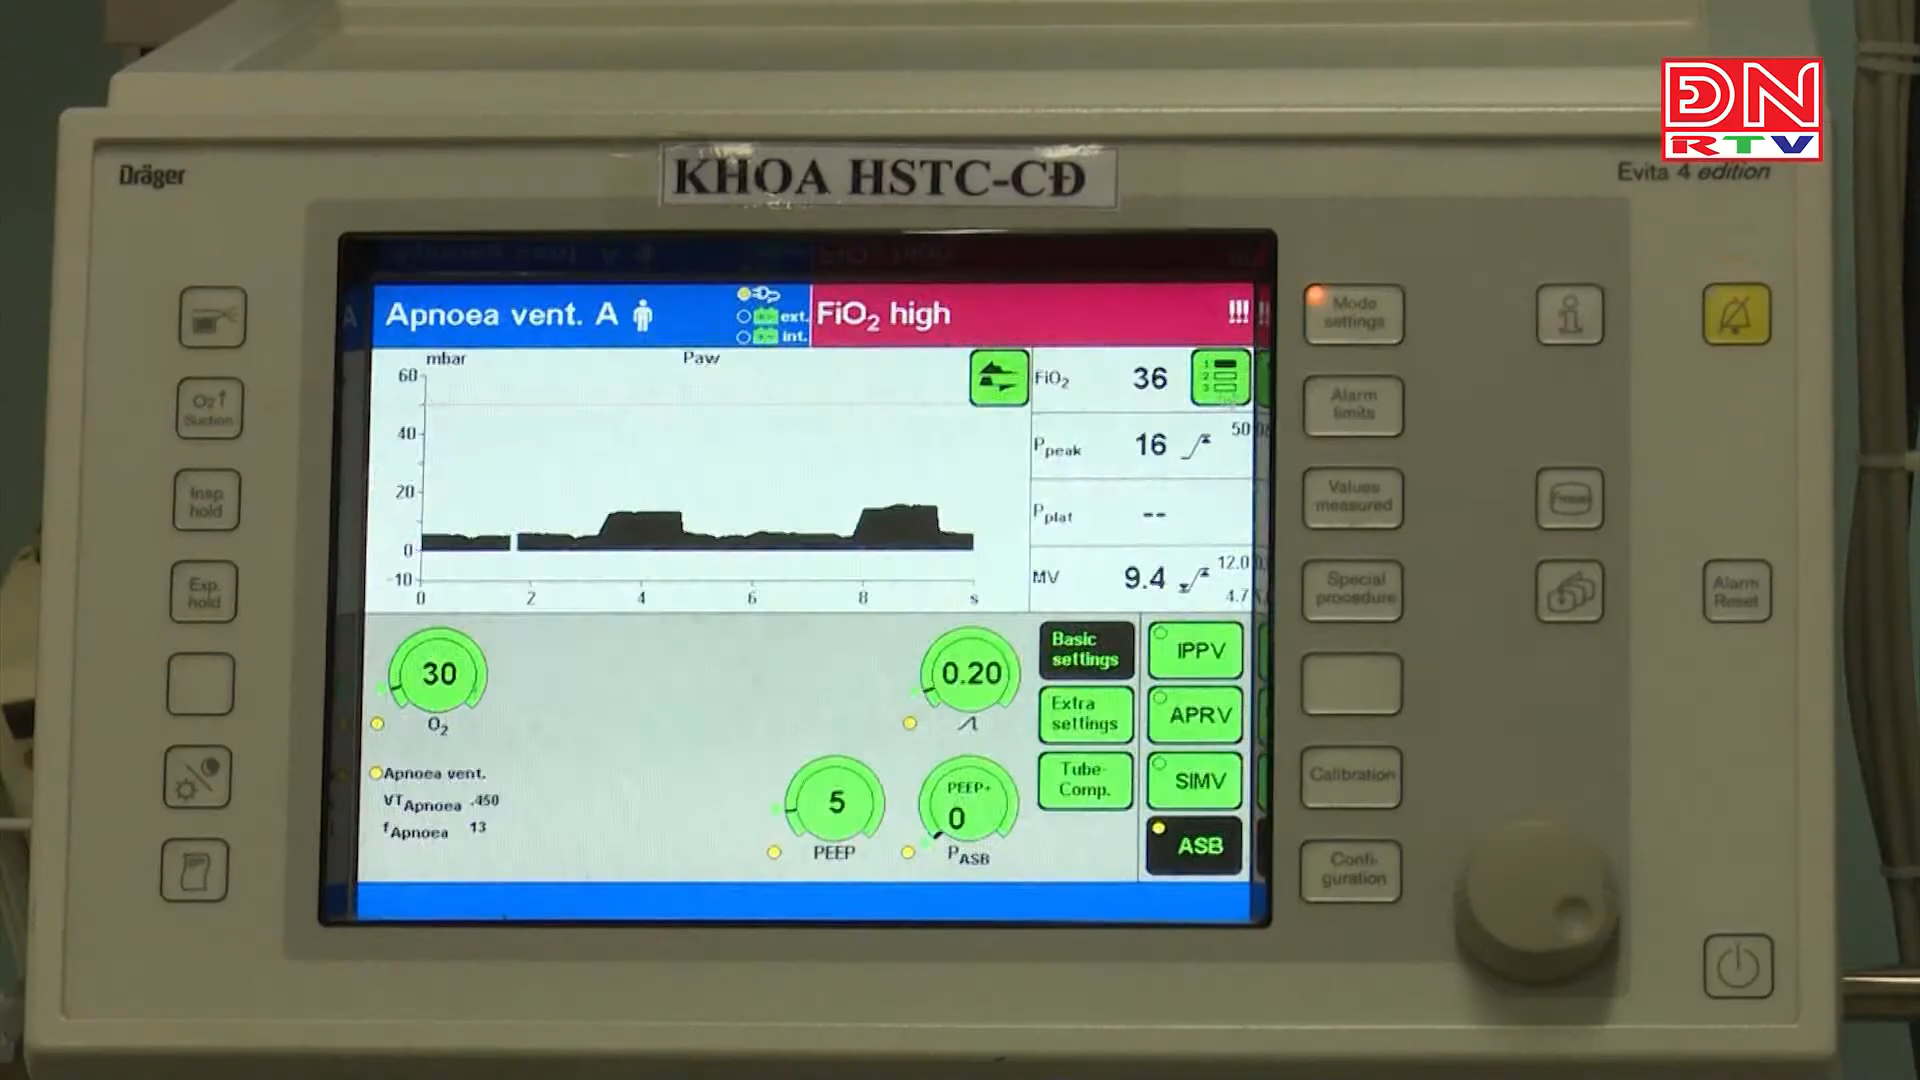 DN
RTV
Dräger
KHOA HSTC-CĐ
Evita 4 edition
Apnoea vent. A
ext.
int.
FiO2 high !!!
mbar
Paw
60
40
20
0
-10
0 2 4 6 8 s
FiO2 36
1
2
3
Ppeak 16 50
Pplat --
MV 9.4 12.0
4.7
30
O2
0.20
Apnoea vent.
VTApnoea .450
fApnoea 13
5
PEEP
PEEP+
0
PASB
Basic
settings
Extra
settings
Tube-
Comp.
IPPV
APRV
SIMV
ASB
O2↑
Suction
Insp.
hold
Exp.
hold
Mode
settings
Alarm
limits
Values
measured
Special
procedure
Calibration
Confi-
guration
i
Freeze
Alarm
Reset